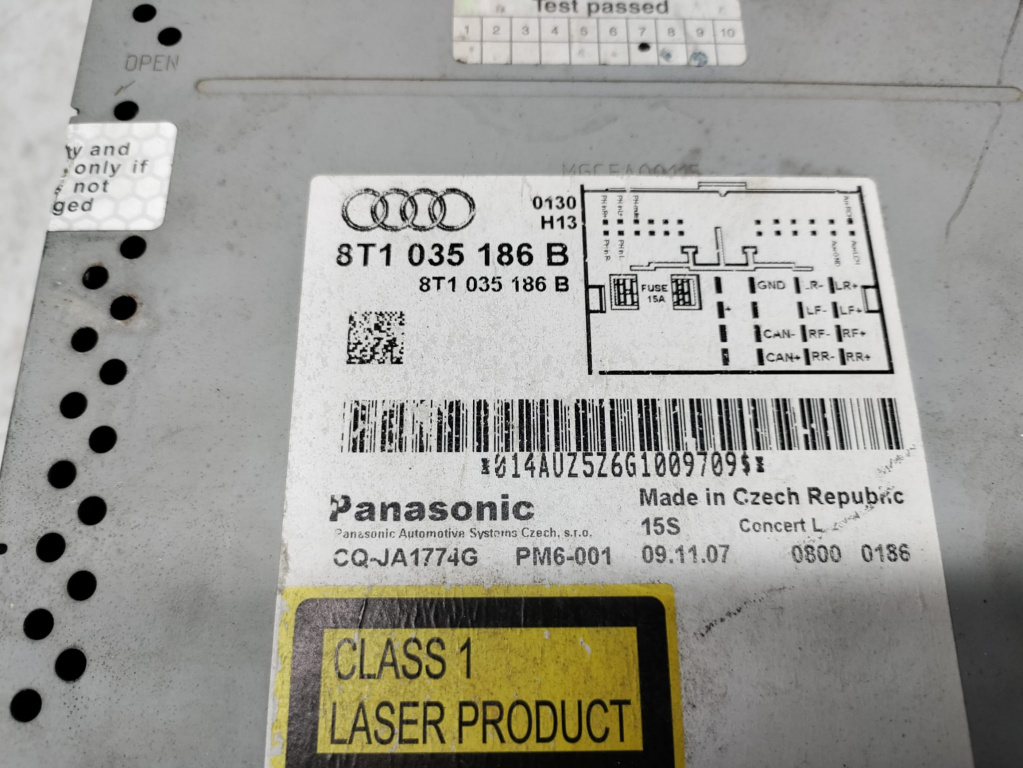 Test passed
1 2 3 4 5 6 7 8 9 10
OPEN
y and
only if
not
ged
0130
H13
8T1 035 186 B
8T1 035 186 B
FUSE
15A
GND LR- LR+
+ LF- LF+
CAN- RF- RF+
CAN+ RR- RR+
*014AUZ5Z6G1009709$*
Panasonic
Made in Czech Republic
Panasonic Automotive Systems Czech, s.r.o.
15S Concert L
CQ-JA1774G PM6-001 09.11.07 0800 0186
CLASS 1
LASER PRODUCT